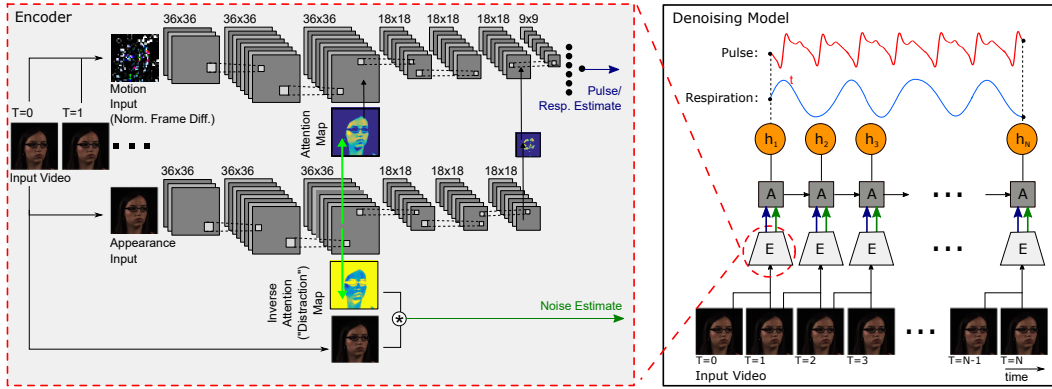 Encoder
36x36
36x36
36x36
18x18
18x18
18x18
9x9
T=0
T=1
Motion
Input
(Norm. Frame Diff.)
Pulse/
Resp. Estimate
Attention
Map
Input Video
36x36
36x36
36x36
18x18
18x18
18x18
Appearance
Input
Inverse
Attention
("Distraction")
Map
*
Noise Estimate
Denoising Model
Pulse:
t
Respiration:
h1
h2
h3
hN
A
A
A
A
E
E
E
E
T=0
T=1
T=2
T=3
T=N-1
T=N
Input Video
time